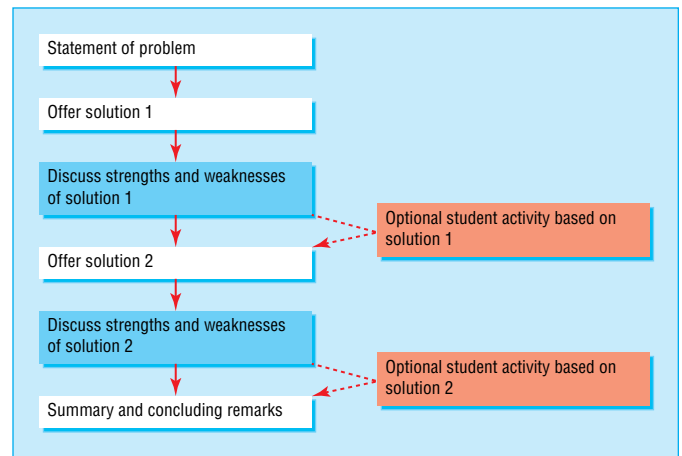 Statement of problem
Offer solution 1
Discuss strengths and weaknesses
of solution 1
Optional student activity based on
solution 1
Offer solution 2
Discuss strengths and weaknesses
of solution 2
Optional student activity based on
solution 2
Summary and concluding remarks